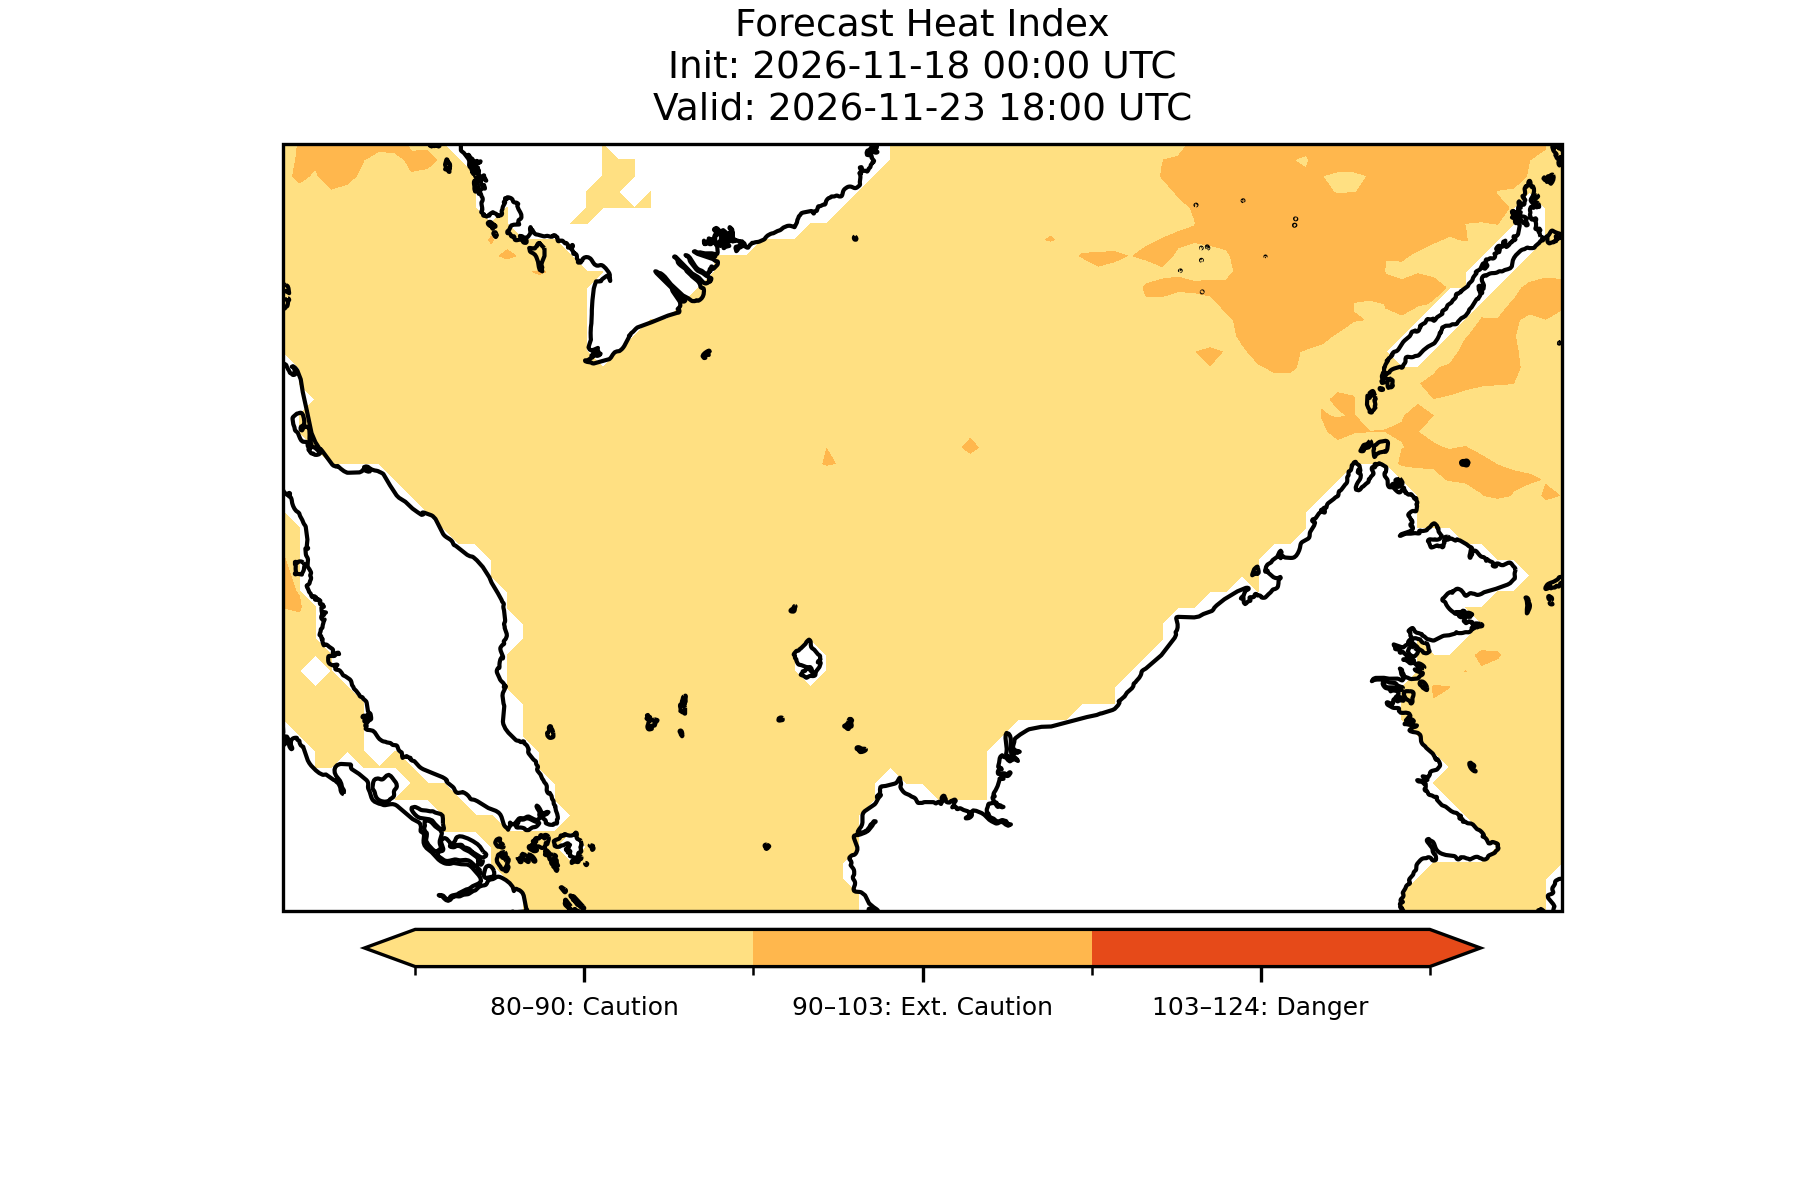 Forecast Heat Index
Init: 2026-11-18 00:00 UTC
Valid: 2026-11-23 18:00 UTC
80–90: Caution
90–103: Ext. Caution
103–124: Danger